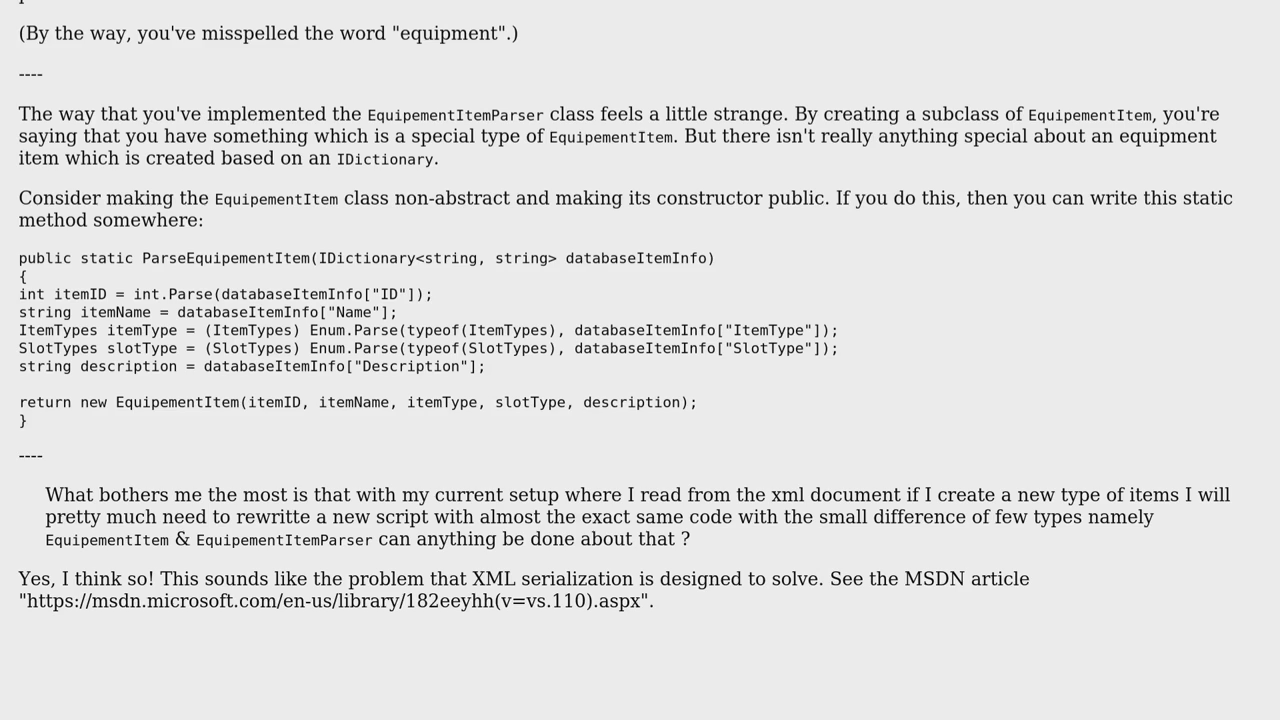 (By the way, you've misspelled the word "equipment".)
----
The way that you've implemented the EquipementItemParser class feels a little strange. By creating a subclass of EquipementItem, you're
saying that you have something which is a special type of EquipementItem. But there isn't really anything special about an equipment
item which is created based on an IDictionary.
Consider making the EquipementItem class non-abstract and making its constructor public. If you do this, then you can write this static
method somewhere:
public static ParseEquipementItem(IDictionary<string, string> databaseItemInfo)
{
int itemID = int.Parse(databaseItemInfo["ID"]);
string itemName = databaseItemInfo["Name"];
ItemTypes itemType = (ItemTypes) Enum.Parse(typeof(ItemTypes), databaseItemInfo["ItemType"]);
SlotTypes slotType = (SlotTypes) Enum.Parse(typeof(SlotTypes), databaseItemInfo["SlotType"]);
string description = databaseItemInfo["Description"];
return new EquipementItem(itemID, itemName, itemType, slotType, description);
}
----
What bothers me the most is that with my current setup where I read from the xml document if I create a new type of items I will
pretty much need to rewritte a new script with almost the exact same code with the small difference of few types namely
EquipementItem & EquipementItemParser can anything be done about that ?
Yes, I think so! This sounds like the problem that XML serialization is designed to solve. See the MSDN article
"https://msdn.microsoft.com/en-us/library/182eeyhh(v=vs.110).aspx".